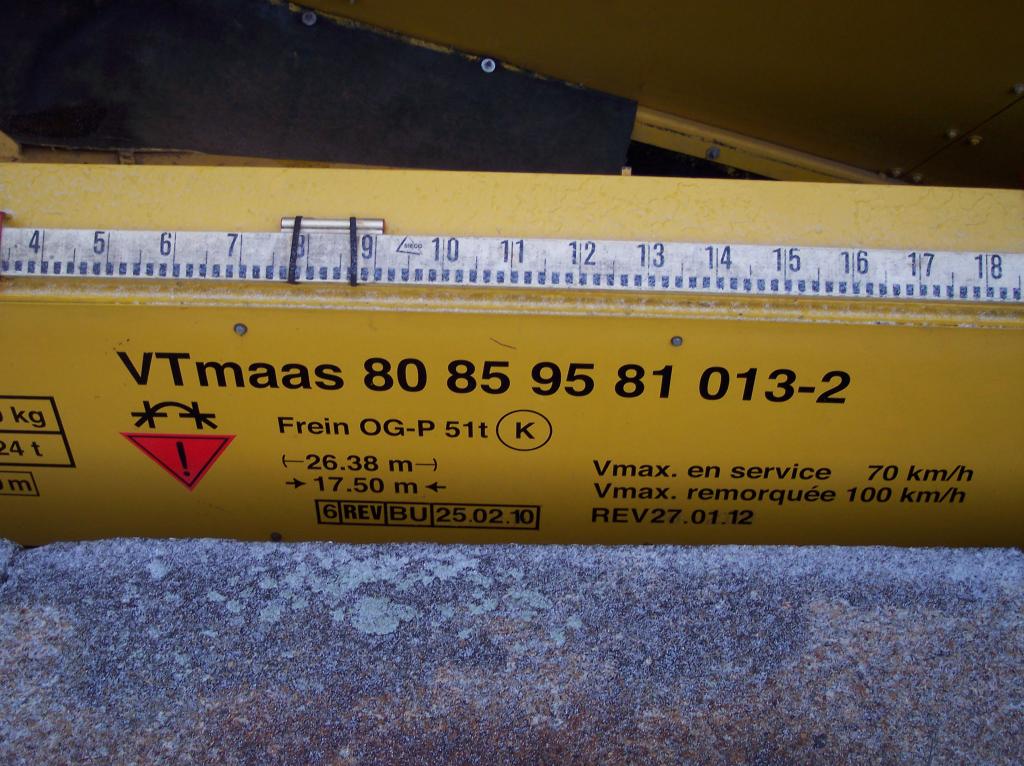 4 5 6 7 8 9 10 11 12 13 14 15 16 17 18
VTmaas 80 85 95 81 013-2
kg
24 t
m
!
Frein OG-P 51t K
26.38 m
17.50 m
6 REV BU 25.02.10
Vmax. en service 70 km/h
Vmax. remorquée 100 km/h
REV27.01.12